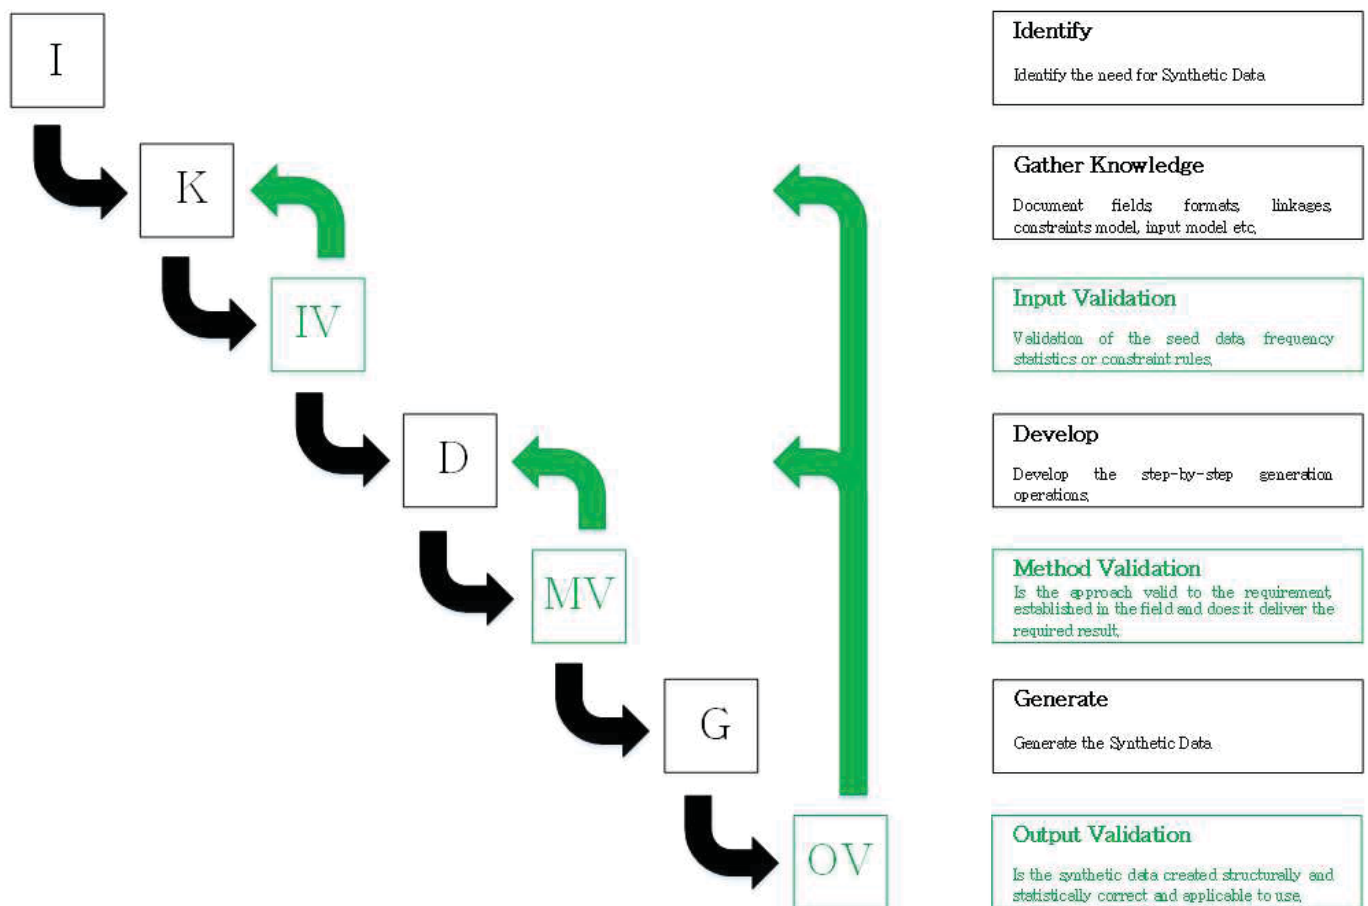 I
Identify
Identify the need for Synthetic Data
K
Gather Knowledge
Document fields, formats, linkages,
constraints model, input model etc.
IV
Input Validation
Validation of the seed data frequency
statistics or constraint rules.
D
Develop
Develop the step-by-step generation
operations.
MV
Method Validation
Is the approach valid to the requirement,
established in the field and does it deliver the
required result.
G
Generate
Generate the Synthetic Data
OV
Output Validation
Is the synthetic data created structurally and
statistically correct and applicable to use.